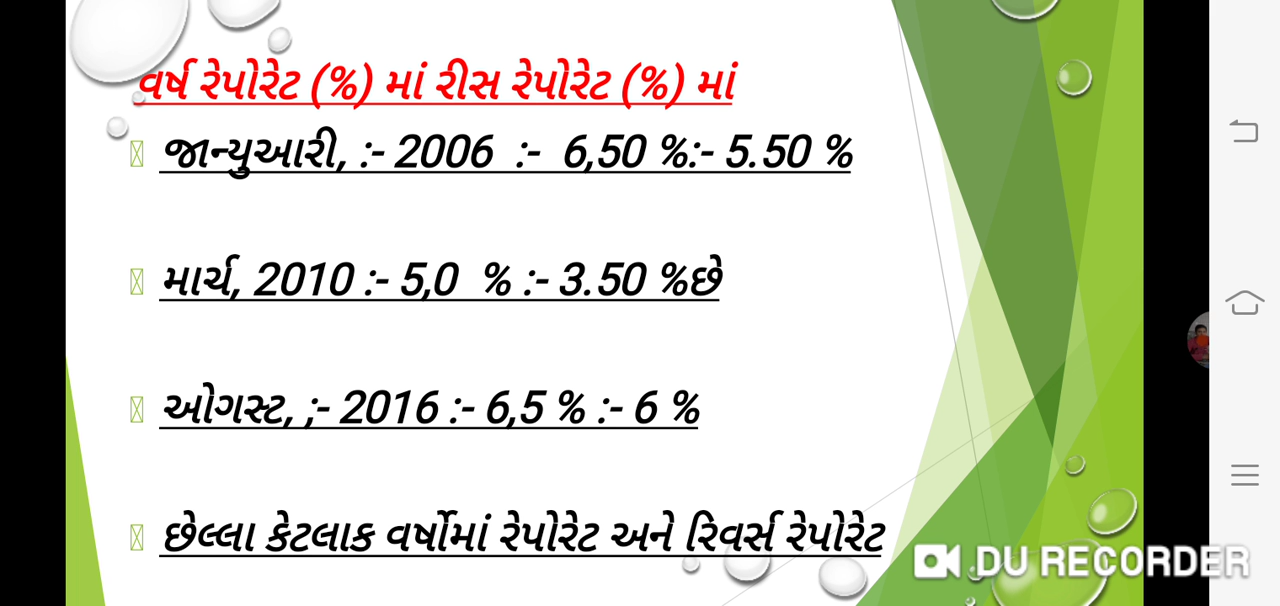 વર્ષ રેપોરેટ (%) માં રીસ રેપોરેટ (%) માં
જાન્યુઆરી, :- 2006 :- 6,50 %:- 5.50 %
માર્ચ, 2010 :- 5,0 % :- 3.50 %છે
ઓગસ્ટ, ;- 2016 :- 6,5 % :- 6 %
છેલ્લા કેટલાક વર્ષોમાં રેપોરેટ અને રિવર્સ રેપોરેટ
DU RECORDER